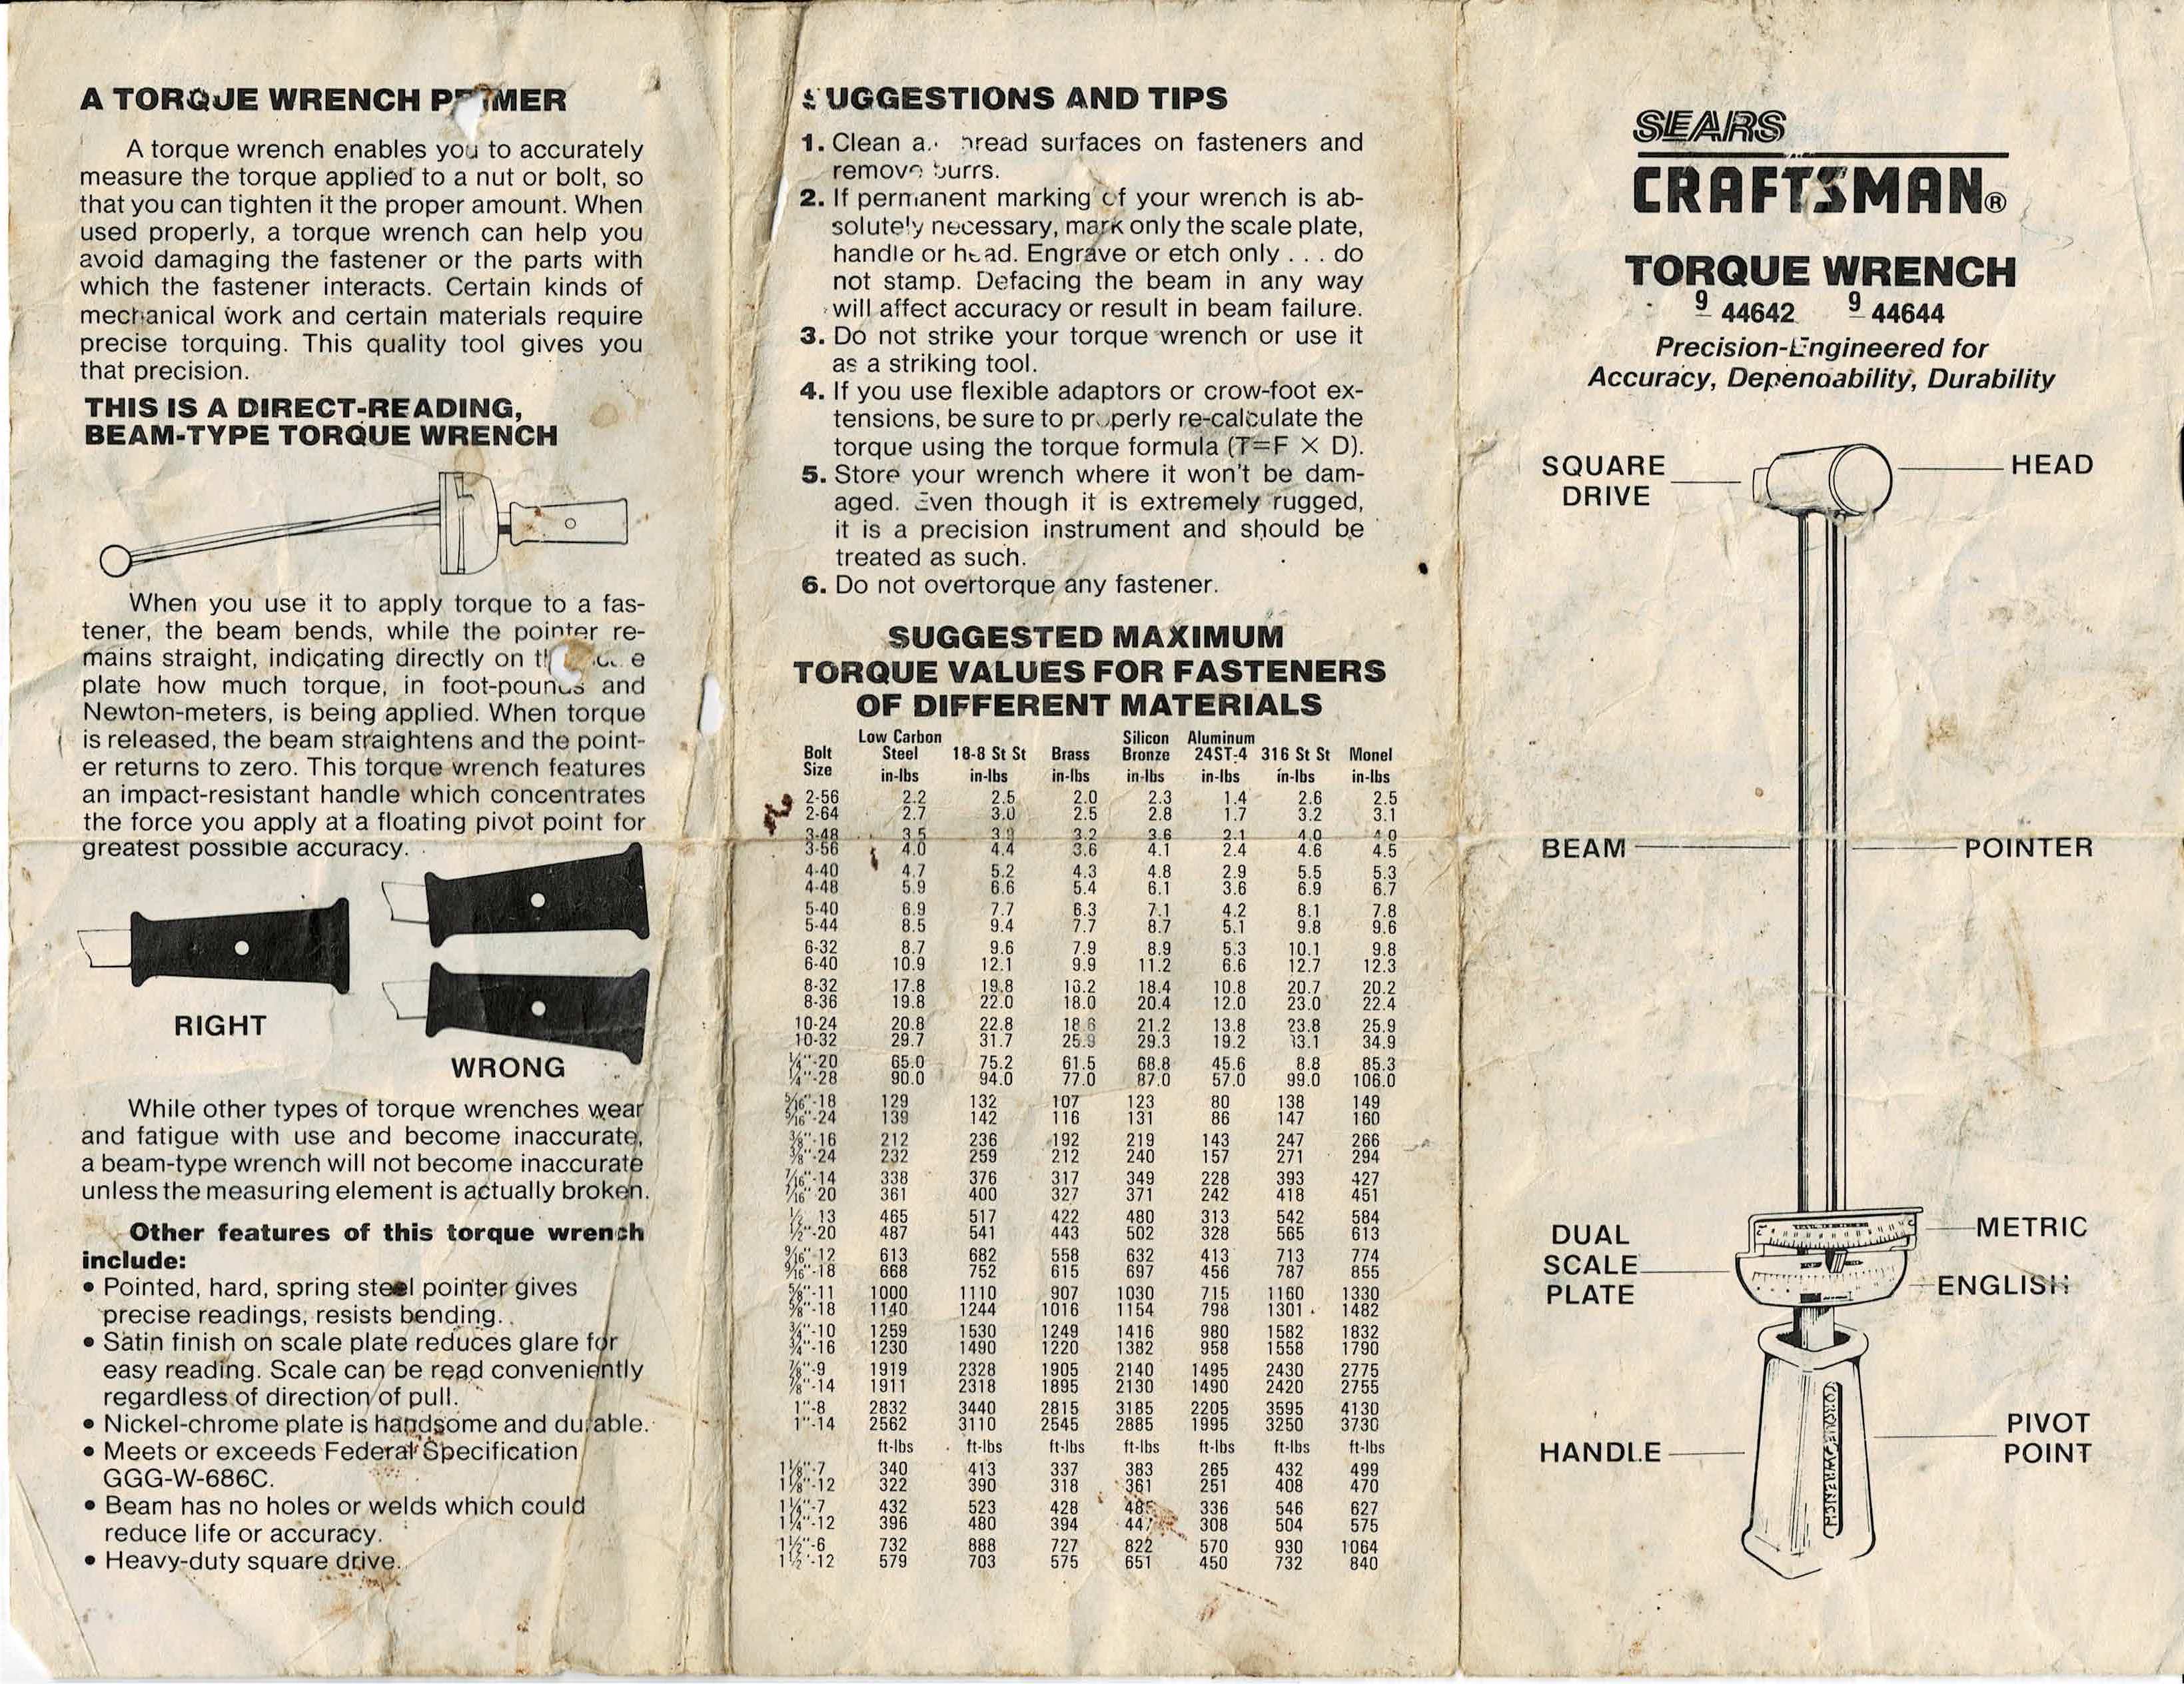 A TORQUE WRENCH
A torque wrench enables you to accurately
measure the torque applied to a nut or bolt, so
that you can tighten it the proper amount. When
used properly, a torque wrench can help you
avoid damaging the fastener or the parts with
which the fastener interacts. Certain kinds of
mechanical work and certain materials require
precise torquing. This quality tool gives you
that precision.
THIS IS A DIRECT-READING,
BEAM-TYPE TORQUE WRENCH
When you use it to apply torque to a fas-
tener, the beam bends, while the pointer re-
mains straight, indicating directly on
plate how much torque, in foot-pounds and
Newton-meters, is being applied. When torque
is released, the beam straightens and the point-
er returns to zero. This torque wrench features
an impact-resistant handle which concentrates
the force you apply at a floating pivot point for
greatest possible accuracy.
RIGHT
WRONG
While other types of torque wrenches wear
and fatigue with use and become inaccurate,
a beam-type wrench will not become inaccurate
unless the measuring element is actually broken.
Other features of this torque wrench
include:
• Pointed, hard, spring steel pointer gives
precise readings, resists bending.
• Satin finish on scale plate reduces glare for
easy reading. Scale can be read conveniently
regardless of direction of pull.
• Nickel-chrome plate is handsome and durable.
• Meets or exceeds Federal Specification
GGG-W-686C.
• Beam has no holes or welds which could
reduce life or accuracy.
• Heavy-duty square drive.
SUGGESTIONS AND TIPS
1. Clean all thread surfaces on fasteners and
remove burrs.
2. If permanent marking of your wrench is ab-
solutely necessary, mark only the scale plate,
handle or head. Engrave or etch only . . . do
not stamp. Defacing the beam in any way
will affect accuracy or result in beam failure.
3. Do not strike your torque wrench or use it
as a striking tool.
4. If you use flexible adaptors or crow-foot ex-
tensions, be sure to properly re-calculate the
torque using the torque formula (T=F X D).
5. Store your wrench where it won't be dam-
aged. Even though it is extremely rugged,
it is a precision instrument and should be
treated as such.
6. Do not overtorque any fastener.
SUGGESTED MAXIMUM
TORQUE VALUES FOR FASTENERS
OF DIFFERENT MATERIALS
Bolt Size Low Carbon Steel 18-8 St St Brass Silicon Bronze Aluminum 24ST-4 316 St St Monel
in-lbs in-lbs in-lbs in-lbs in-lbs in-lbs in-lbs
2-56 2.2 2.5 2.0 2.3 1.4 2.6 2.5
2-64 2.7 3.0 2.5 2.8 1.7 3.2 3.1
3-48 3.5 3.9 3.2 3.6 2.1 4.0 4.0
3-56 4.0 4.4 3.6 4.1 2.4 4.6 4.5
4-40 4.7 5.2 4.3 4.8 2.9 5.5 5.3
4-48 5.9 6.6 5.4 6.1 3.6 6.9 6.7
5-40 6.9 7.7 6.3 7.1 4.2 8.1 7.8
5-44 8.5 9.4 7.7 8.7 5.1 9.8 9.6
6-32 8.7 9.6 7.9 8.9 5.3 10.1 9.8
6-40 10.9 12.1 9.9 11.2 6.6 12.7 12.3
8-32 17.8 19.8 16.2 18.4 10.8 20.7 20.2
8-36 19.8 22.0 18.0 20.4 12.0 23.0 22.4
10-24 20.8 22.8 18.6 21.2 13.8 23.8 25.9
10-32 29.7 31.7 25.9 29.3 19.2 33.1 34.9
1/4"-20 65.0 75.2 61.5 68.8 45.6 8.8 85.3
1/4"-28 90.0 94.0 77.0 87.0 57.0 99.0 106.0
5/16"-18 129 132 107 123 80 138 149
5/16"-24 139 142 116 131 86 147 160
3/8"-16 212 236 192 219 143 247 266
3/8"-24 232 259 212 240 157 271 294
7/16"-14 338 376 317 349 228 393 427
7/16"-20 361 400 327 371 242 418 451
1/2"-13 465 517 422 480 313 542 584
1/2"-20 487 541 443 502 328 565 613
9/16"-12 613 682 558 632 413 713 774
9/16"-18 668 752 615 697 456 787 855
5/8"-11 1000 1110 907 1030 715 1160 1330
5/8"-18 1140 1244 1016 1154 798 1301 1482
3/4"-10 1259 1530 1249 1416 980 1582 1832
3/4"-16 1230 1490 1220 1382 958 1558 1790
7/8"-9 1919 2328 1905 2140 1495 2430 2775
7/8"-14 1911 2318 1895 2130 1490 2420 2755
1"-8 2832 3440 2815 3185 2205 3595 4130
1"-14 2562 3110 2545 2885 1995 3250 3730
ft-lbs ft-lbs ft-lbs ft-lbs ft-lbs ft-lbs ft-lbs
1 1/8"-7 340 413 337 383 265 432 499
1 1/8"-12 322 390 318 361 251 408 470
1 1/4"-7 432 523 428 336 546 627
1 1/4"-12 396 480 394 308 504 575
1 1/2"-6 732 888 727 822 570 930 1064
1 1/2"-12 579 703 575 651 450 732 840
SEARS
CRAFTSMAN®
TORQUE WRENCH
9 44642 9 44644
Precision-Engineered for
Accuracy, Dependability, Durability
SQUARE
DRIVE
HEAD
BEAM
POINTER
DUAL
SCALE
PLATE
METRIC
ENGLISH
HANDLE
PIVOT
POINT
TORQUE WRENCH